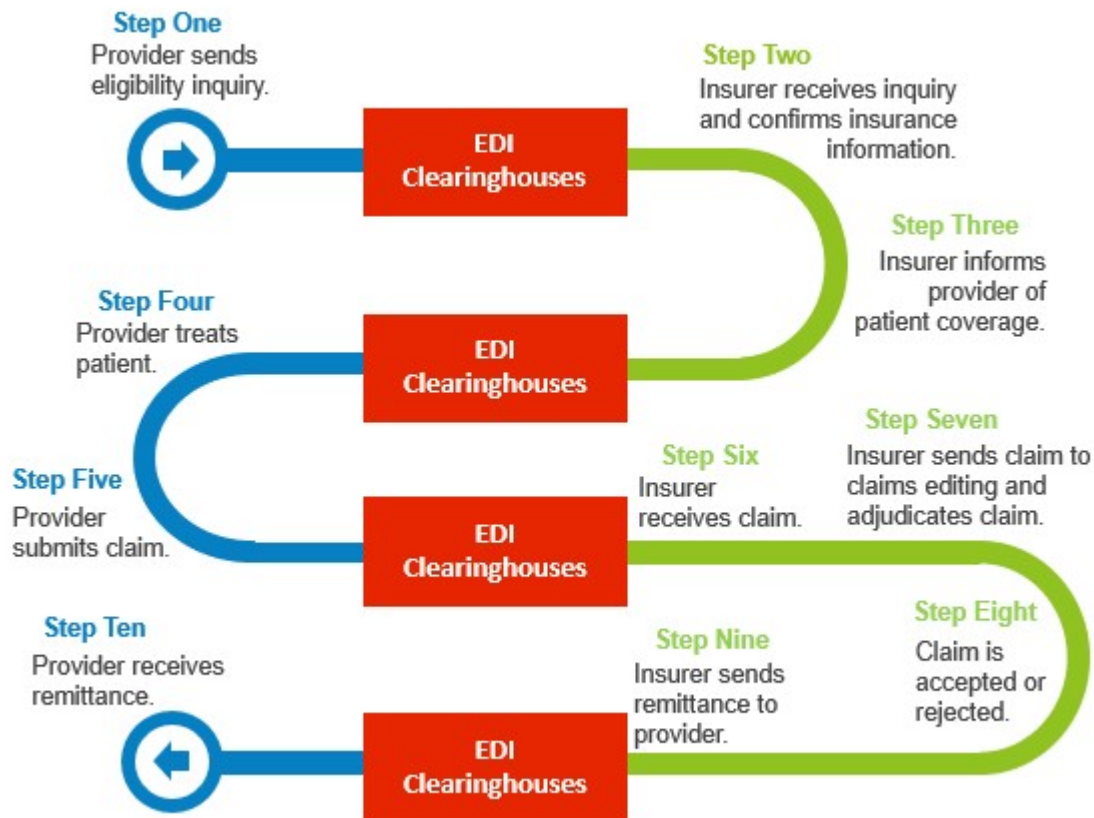 Step One
Provider sends
eligibility inquiry.
EDI
Clearinghouses
Step Two
Insurer receives inquiry
and confirms insurance
information.
Step Three
Insurer informs
provider of
patient coverage.
EDI
Clearinghouses
Step Four
Provider treats
patient.
Step Five
Provider
submits claim.
EDI
Clearinghouses
Step Six
Insurer
receives claim.
Step Seven
Insurer sends claim to
claims editing and
adjudicates claim.
Step Eight
Claim is
accepted or
rejected.
Step Nine
Insurer sends
remittance to
provider.
EDI
Clearinghouses
Step Ten
Provider receives
remittance.